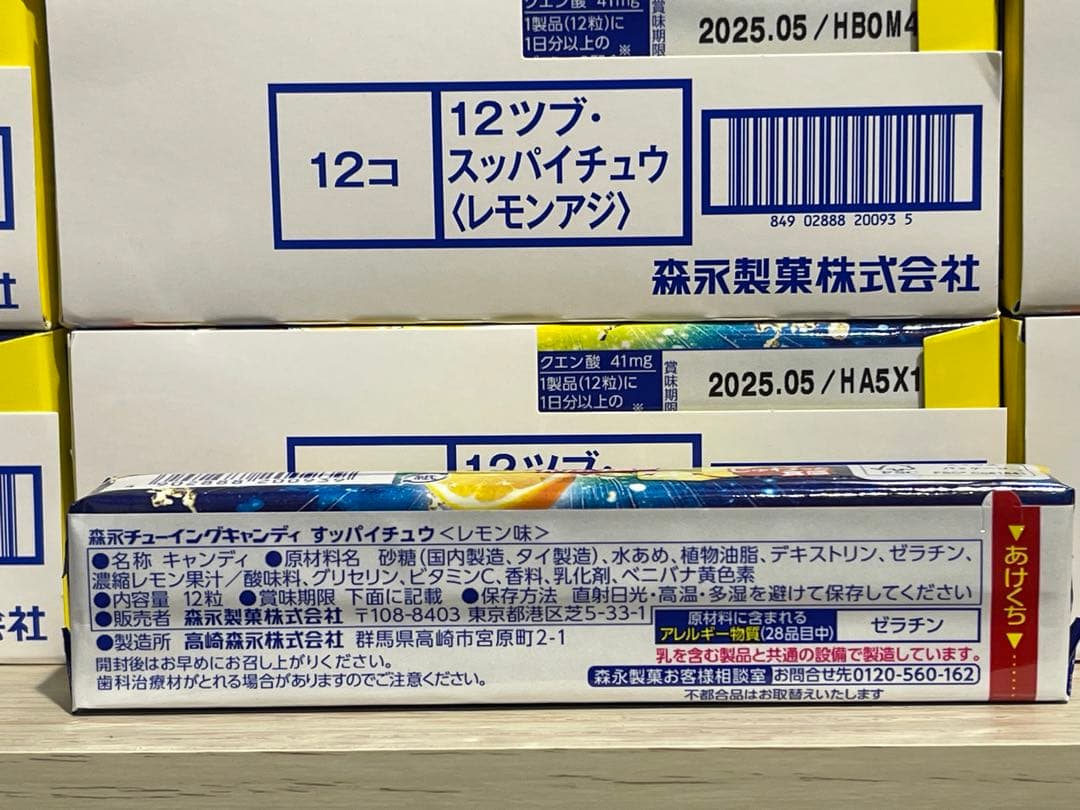 クエン酸 41mg
1製品(12粒)に
1日分以上の※
賞味期限
2025.05/HB0M4
12コ
12ツブ・
スッパイチュウ
〈レモンアジ〉
849 02888 20093 5
森永製菓株式会社
クエン酸 41mg
1製品(12粒)に
1日分以上の※
賞味期限
2025.05/HA5X1
12ツブ・
社
会社
森永チューイングキャンディ すッパイチュウ<レモン味>
●名称 キャンディ ●原材料名 砂糖(国内製造、タイ製造)、水あめ、植物油脂、デキストリン、ゼラチン、
濃縮レモン果汁/酸味料、グリセリン、ビタミンC、香料、乳化剤、ベニバナ黄色素
●内容量 12粒 ●賞味期限 下面に記載 ●保存方法 直射日光・高温・多湿を避けて保存してください
●販売者 森永製菓株式会社 〒108-8403 東京都港区芝5-33-1
●製造所 高崎森永株式会社 群馬県高崎市宮原町2-1
開封後はお早めにお召し上がりください。
歯科治療材がとれる場合がありますのでご注意ください。
原材料に含まれる
アレルギー物質(28品目中)
ゼラチン
乳を含む製品と共通の設備で製造しています。
森永製菓お客様相談室 お問合せ先0120-560-162
不都合品はお取替えいたします
▼あけくち▼